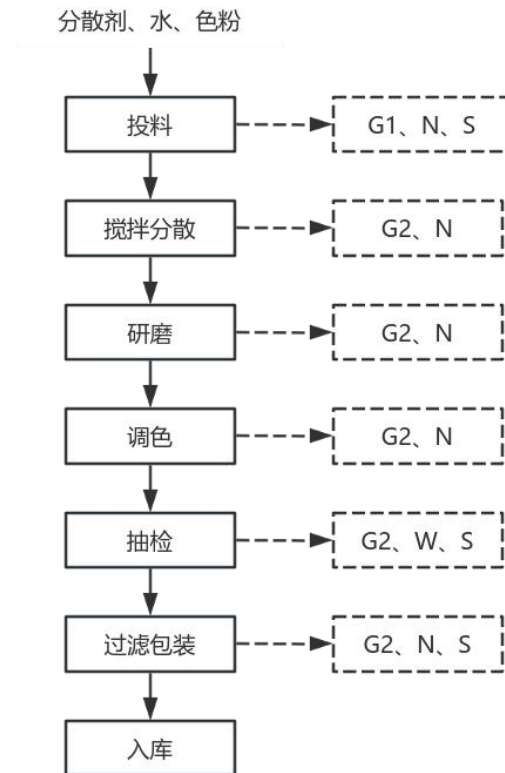 分散剂、水、色粉
投料
G1、N、S
搅拌分散
G2、N
研磨
G2、N
调色
G2、N
抽检
G2、W、S
过滤包装
G2、N、S
入库